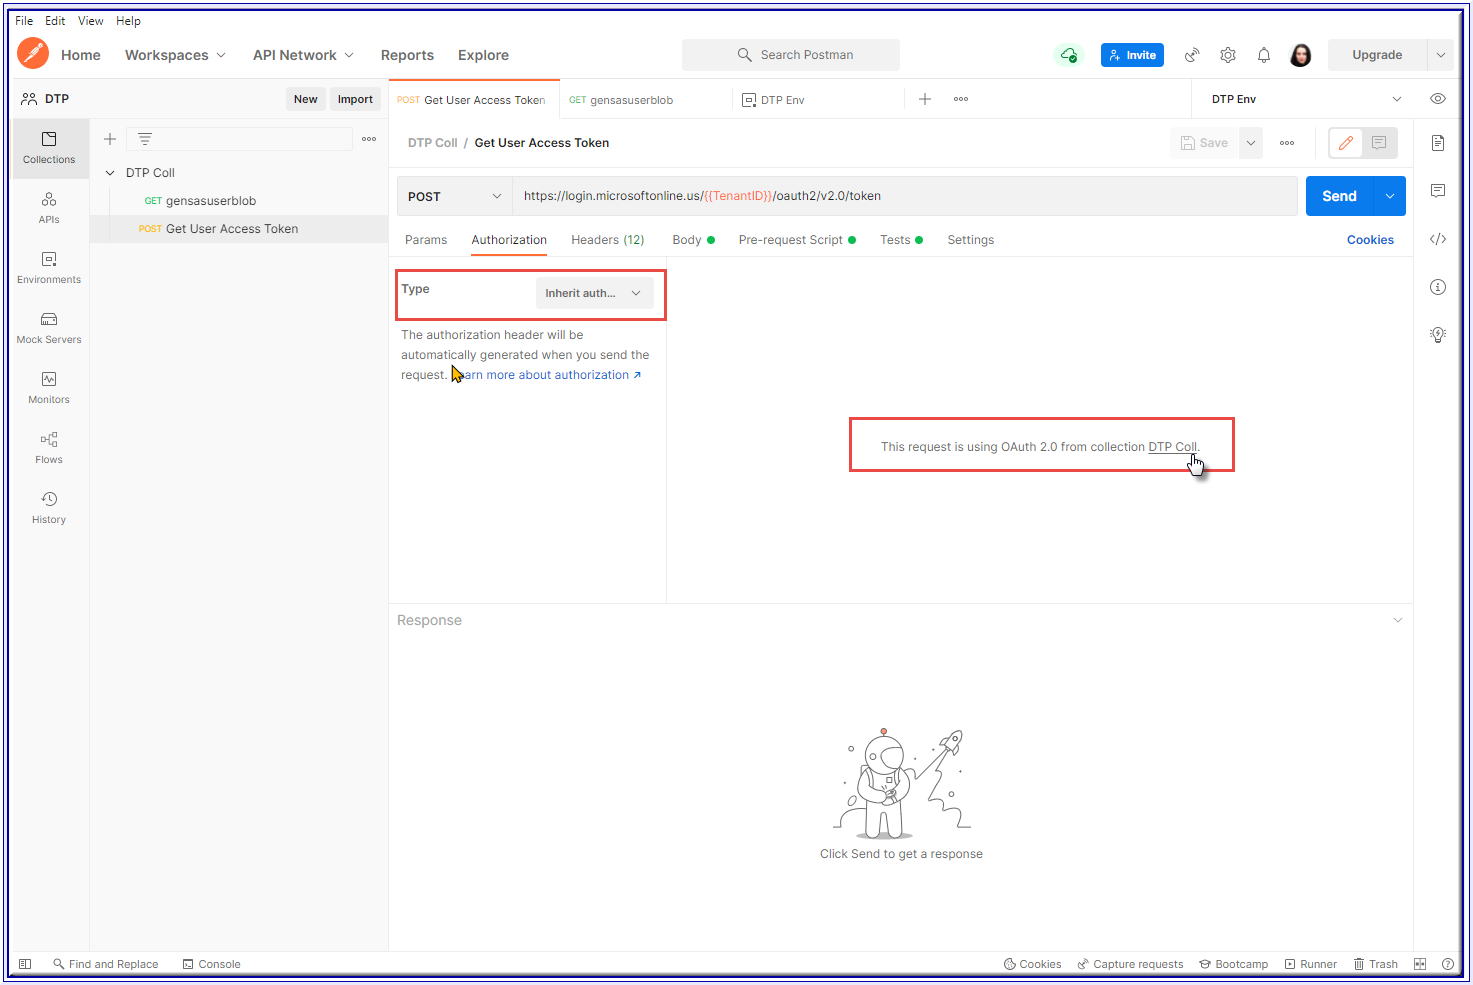 File Edit View Help
Home Workspaces API Network Reports Explore Search Postman Invite Upgrade
DTP New Import POST Get User Access Token GET gensasuserblob DTP Env DTP Env
DTP Coll / Get User Access Token Save
Collections
DTP Coll
GET gensasuserblob
POST Get User Access Token
APIs
Environments
Mock Servers
Monitors
Flows
History
POST https://login.microsoftonline.us/{{TenantID}}/oauth2/v2.0/token Send
Params Authorization Headers (12) Body Pre-request Script Tests Settings Cookies
Type Inherit auth...
The authorization header will be
automatically generated when you send the
request. arn more about authorization ↗
This request is using OAuth 2.0 from collection DTP Coll.
Response
Click Send to get a response
Find and Replace Console Cookies Capture requests Bootcamp Runner Trash